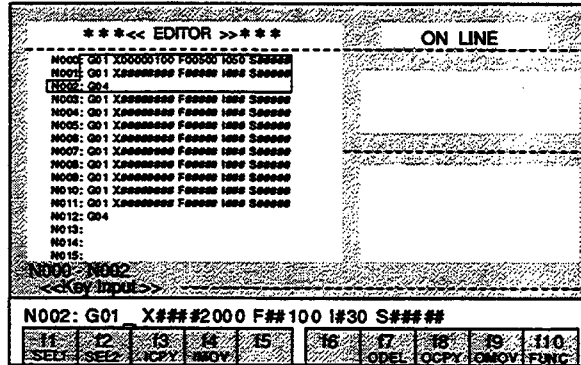 ***<< EDITOR >>***
ON LINE
N000: G01 X00000100 F00500 I050 S#####
N001: G01 X######## F##### I### S#####
N002: G04
N003: G01 X######## F##### I### S#####
N004: G01 X######## F##### I### S#####
N005: G01 X######## F##### I### S#####
N006: G01 X######## F##### I### S#####
N007: G01 X######## F##### I### S#####
N008: G01 X######## F##### I### S#####
N009: G01 X######## F##### I### S#####
N010: G01 X######## F##### I### S#####
N011: G01 X######## F##### I### S#####
N012: G04
N013:
N014:
N015:
N000 - N002
<<Key Input>>
N002: G01 _ X####2000 F##100 I#30 S#####
f1 f2 f3 f4 f5 f6 f7 f8 f9 f10
SEL1 SEL2 ICPY IMOV ODEL OCPY OMOV FUNC